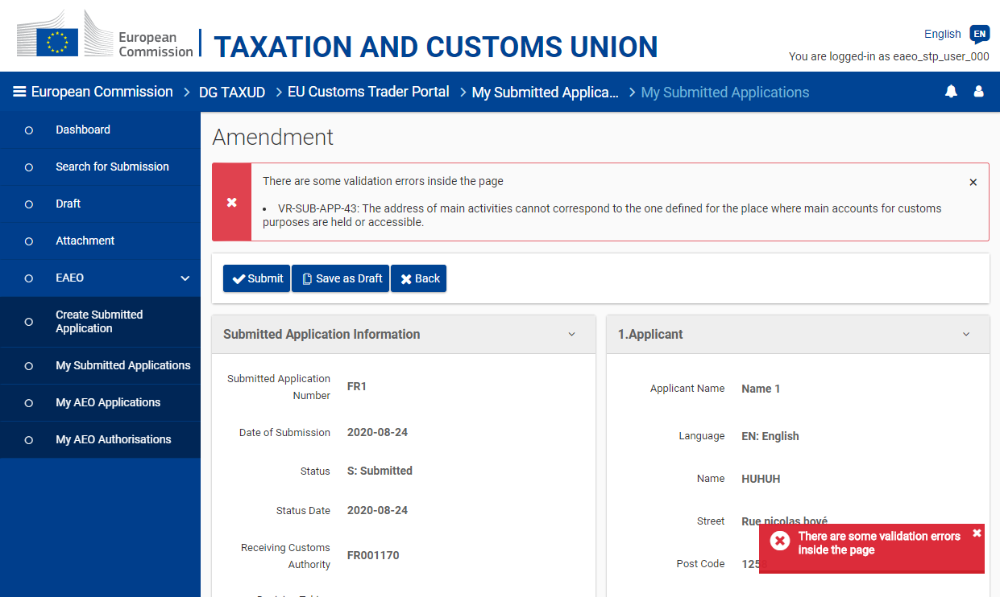 European
Commission
TAXATION AND CUSTOMS UNION
English EN
You are logged-in as eaeo_stp_user_000
European Commission > DG TAXUD > EU Customs Trader Portal > My Submitted Applica... > My Submitted Applications
Dashboard
Search for Submission
Draft
Attachment
EAEO
Create Submitted
Application
My Submitted Applications
My AEO Applications
My AEO Authorisations
Amendment
There are some validation errors inside the page
• VR-SUB-APP-43: The address of main activities cannot correspond to the one defined for the place where main accounts for customs
purposes are held or accessible.
Submit Save as Draft Back
Submitted Application Information
Submitted Application
Number
FR1
Date of Submission 2020-08-24
Status S: Submitted
Status Date 2020-08-24
Receiving Customs
Authority
FR001170
1.Applicant
Applicant Name Name 1
Language EN: English
Name HUHUH
Street Rue nicolas bové
Post Code
There are some validation errors
inside the page